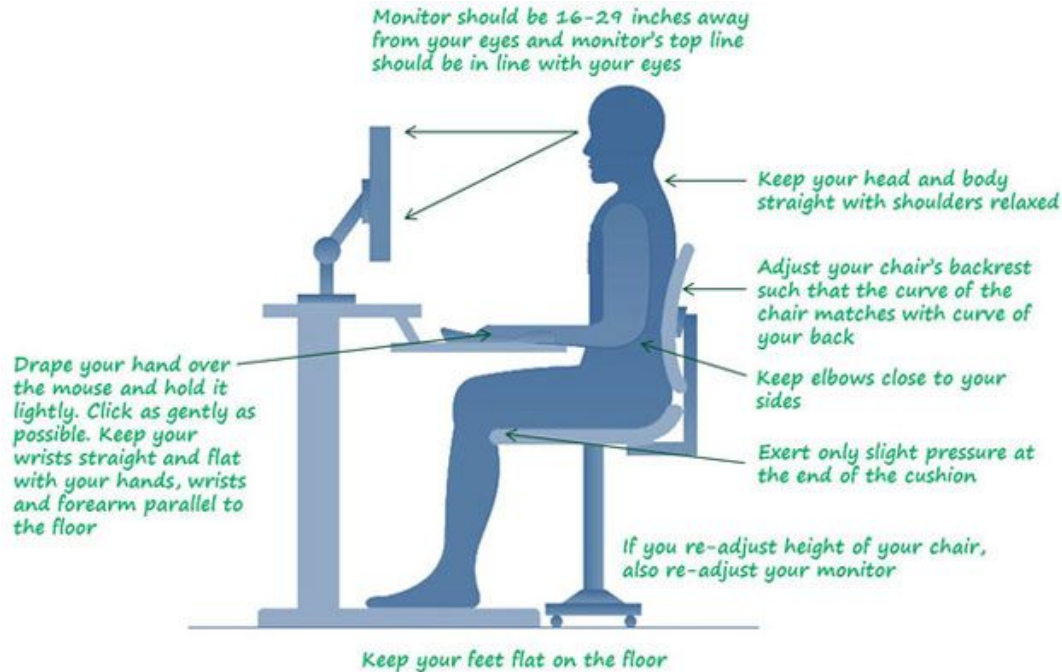 Monitor should be 16-29 inches away
from your eyes and monitor's top line
should be in line with your eyes
Keep your head and body
straight with shoulders relaxed
Adjust your chair's backrest
such that the curve of the
chair matches with curve of
your back
Keep elbows close to your
sides
Exert only slight pressure at
the end of the cushion
Drape your hand over
the mouse and hold it
lightly. Click as gently as
possible. Keep your
wrists straight and flat
with your hands, wrists
and forearm parallel to
the floor
If you re-adjust height of your chair,
also re-adjust your monitor
Keep your feet flat on the floor